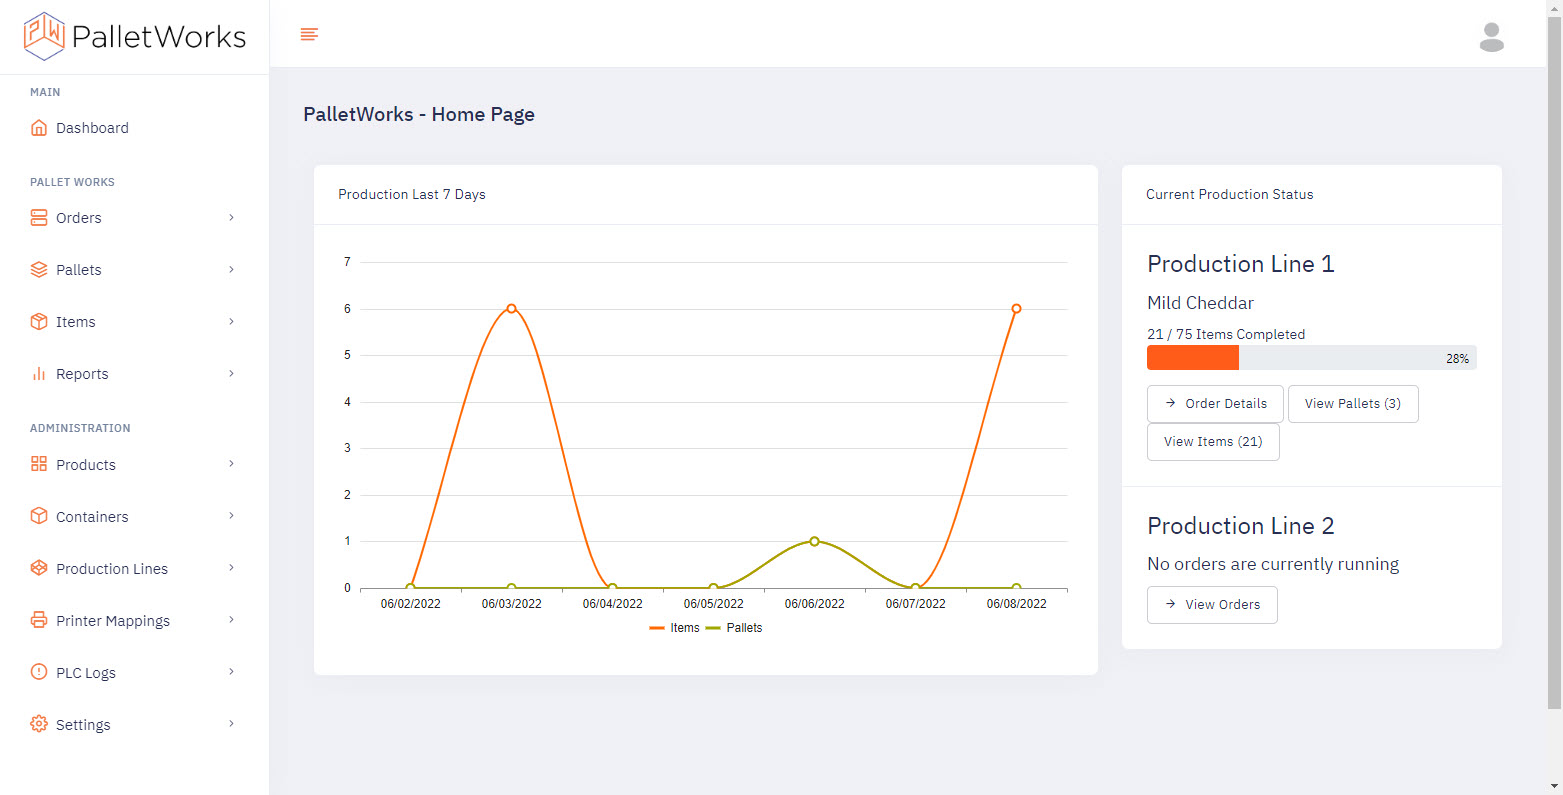 PW PalletWorks
MAIN
Dashboard
PALLET WORKS
Orders
Pallets
Items
Reports
ADMINISTRATION
Products
Containers
Production Lines
Printer Mappings
PLC Logs
Settings
PalletWorks - Home Page
Production Last 7 Days
7
6
5
4
3
2
1
0
06/02/2022 06/03/2022 06/04/2022 06/05/2022 06/06/2022 06/07/2022 06/08/2022
Items Pallets
Current Production Status
Production Line 1
Mild Cheddar
21 / 75 Items Completed
28%
Order Details View Pallets (3)
View Items (21)
Production Line 2
No orders are currently running
View Orders